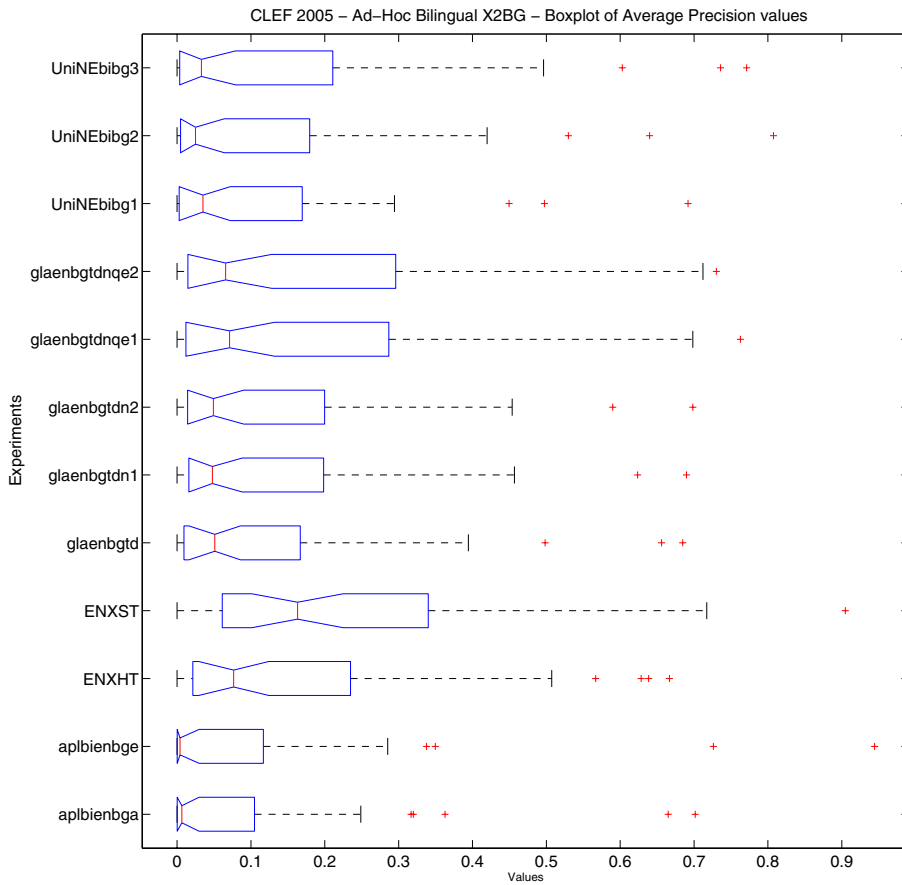 CLEF 2005 – Ad-Hoc Bilingual X2BG – Boxplot of Average Precision values
UniNEbibg3
UniNEbibg2
UniNEbibg1
glaenbgtdnqe2
glaenbgtdnqe1
glaenbgtdn2
glaenbgtdn1
glaenbgtd
ENXST
ENXHT
aplbienbge
aplbienbga
Experiments
0 0.1 0.2 0.3 0.4 0.5 0.6 0.7 0.8 0.9
Values